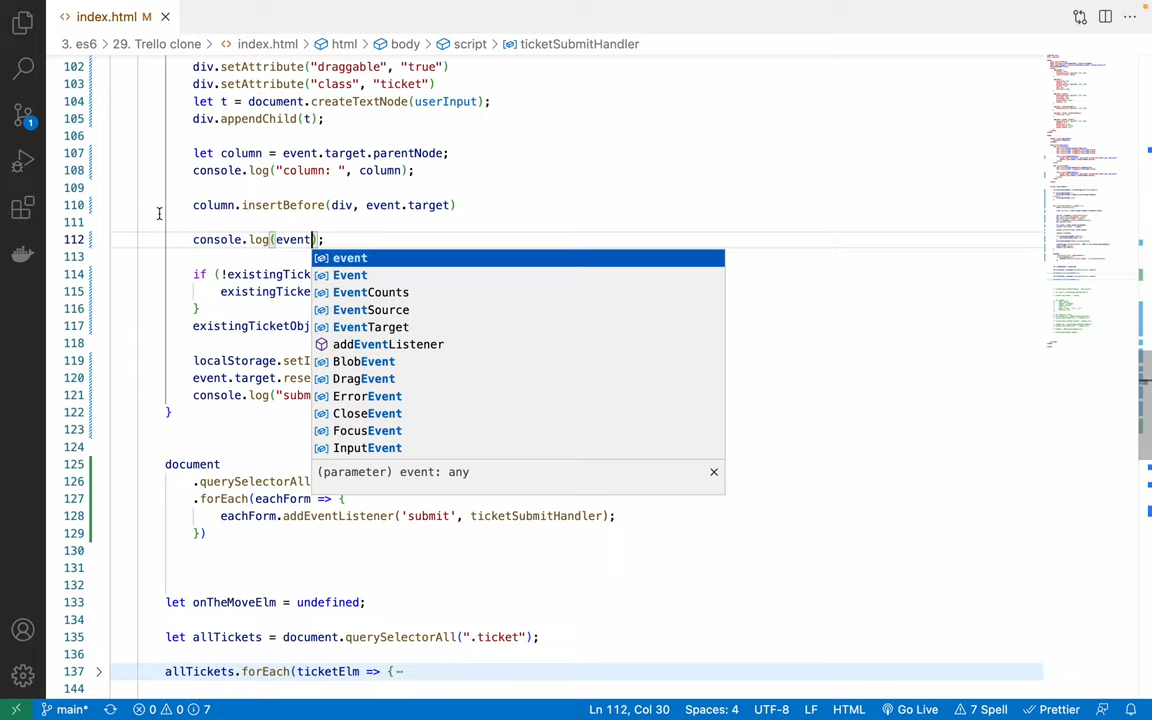 index.html M
3. es6 > 29. Trello clone > index.html > html > body > script > ticketSubmitHandler
102 div.setAttribute("draggable", "true")
103 div.setAttribute("class", "ticket")
104 let t = document.createTextNode(userInput);
105 div.appendChild(t);
106
107 let column = event.target.parentNode;
108 console.log("column: ", column);
109
110 column.insertBefore(div, event.target)
111
112 console.log(event);
113 event
114 if (!existingTick Event
115 existingTicke EventCounts
116 } EventSource
117 existingTicketObj EventTarget
118 addEventListener
119 localStorage.setI BlobEvent
120 event.target.rese DragEvent
121 console.log("subm ErrorEvent
122 } CloseEvent
123 FocusEvent
124 InputEvent
125 document (parameter) event: any
126 .querySelectorAll
127 .forEach(eachForm => {
128 eachForm.addEventListener('submit', ticketSubmitHandler);
129 })
130
131
132
133 let onTheMoveElm = undefined;
134
135 let allTickets = document.querySelectorAll(".ticket");
136
137 allTickets.forEach(ticketElm => {
144
1
main* 0 0 7 Ln 112, Col 30 Spaces: 4 UTF-8 LF HTML Go Live 7 Spell Prettier